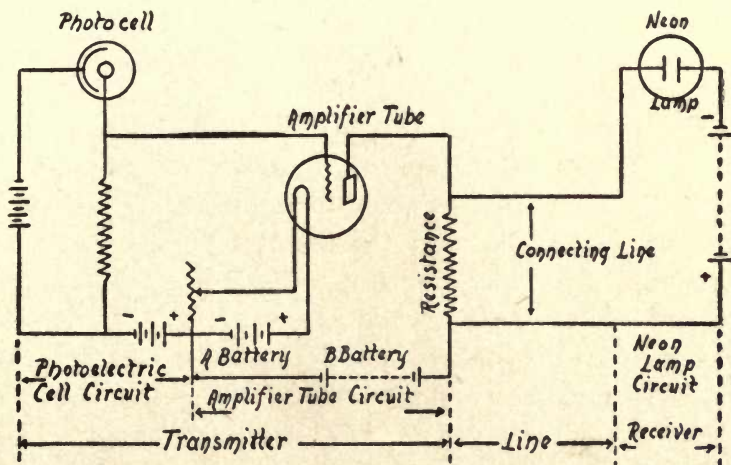 Photo cell
Neon
Lamp
Amplifier Tube
-
Resistance
Connecting Line
+
- + - +
A Battery
B Battery
Photoelectric
Cell Circuit
Amplifier Tube Circuit
Neon
Lamp
Circuit
Transmitter
Line
Receiver